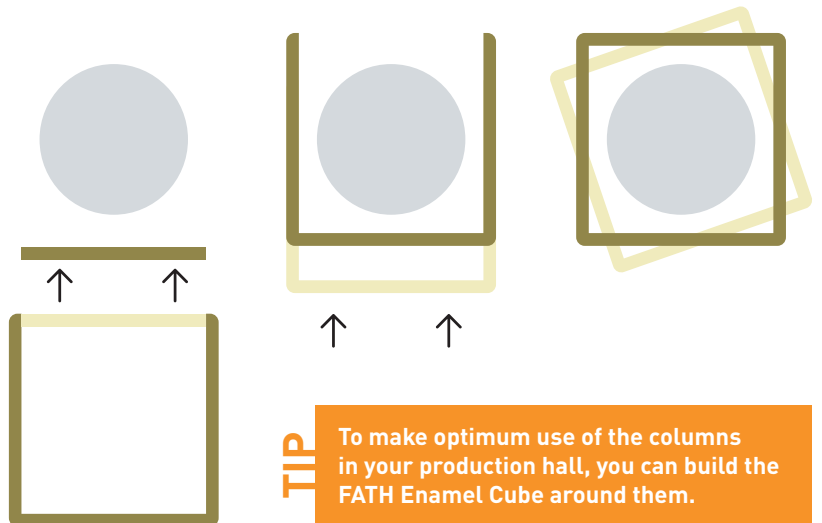 TIP
To make optimum use of the columns
in your production hall, you can build the
FATH Enamel Cube around them.